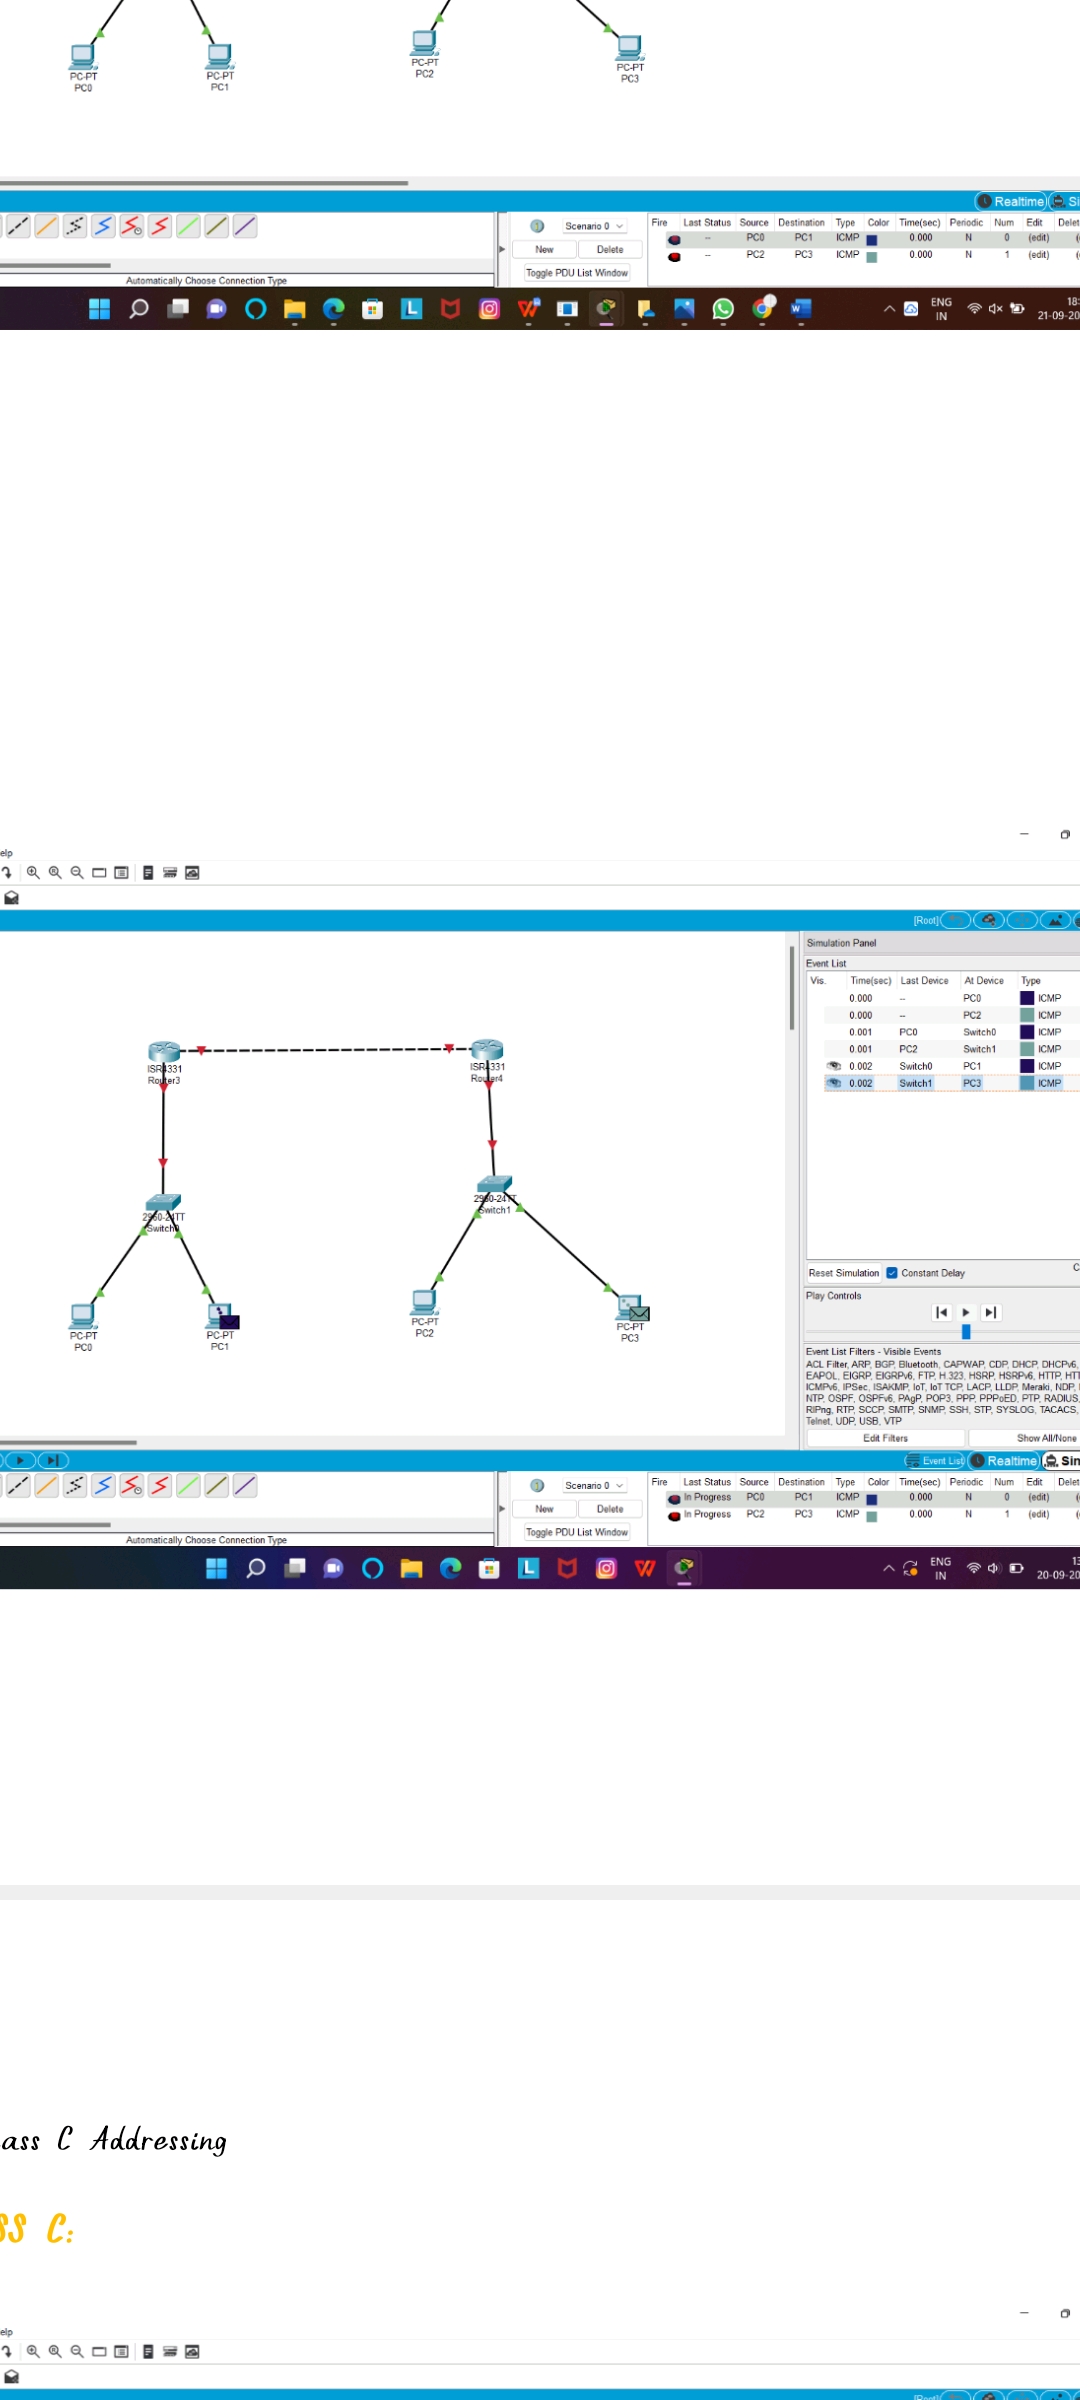 PC-PT
PC0
PC-PT
PC1
PC-PT
PC2
PC-PT
PC3
Realtime
Scenario 0
New
Delete
Toggle PDU List Window
Fire Last Status Source Destination Type Color Time(sec) Periodic Num Edit
-- PC0 PC1 ICMP 0.000 N 0 (edit)
-- PC2 PC3 ICMP 0.000 N 1 (edit)
Automatically Choose Connection Type
ENG
IN
18:
21-09-20
elp
[Root]
Simulation Panel
Event List
Vis. Time(sec) Last Device At Device Type
0.000 -- PC0 ICMP
0.000 -- PC2 ICMP
0.001 PC0 Switch0 ICMP
0.001 PC2 Switch1 ICMP
0.002 Switch0 PC1 ICMP
0.002 Switch1 PC3 ICMP
ISR4331
Router3
ISR4331
Router4
2960-24TT
Switch0
2960-24TT
Switch1
PC-PT
PC0
PC-PT
PC1
PC-PT
PC2
PC-PT
PC3
Reset Simulation Constant Delay
Play Controls
Event List Filters - Visible Events
ACL Filter, ARP, BGP, Bluetooth, CAPWAP, CDP, DHCP, DHCPv6,
EAPOL, EIGRP, EIGRPv6, FTP, H.323, HSRP, HSRPv6, HTTP, HTT
ICMPv6, IPSec, ISAKMP, IoT, IoT TCP, LACP, LLDP, Meraki, NDP,
NTP, OSPF, OSPFv6, PAgP, POP3, PPP, PPPoED, PTP, RADIUS,
RIPng, RTP, SCCP, SMTP, SNMP, SSH, STP, SYSLOG, TACACS,
Telnet, UDP, USB, VTP
Edit Filters
Show All/None
Event List Realtime Sim
Scenario 0
New
Delete
Toggle PDU List Window
Fire Last Status Source Destination Type Color Time(sec) Periodic Num Edit
In Progress PC0 PC1 ICMP 0.000 N 0 (edit)
In Progress PC2 PC3 ICMP 0.000 N 1 (edit)
Automatically Choose Connection Type
ENG
IN
20-09-20
ass C Addressing
SS C:
elp
[Root]